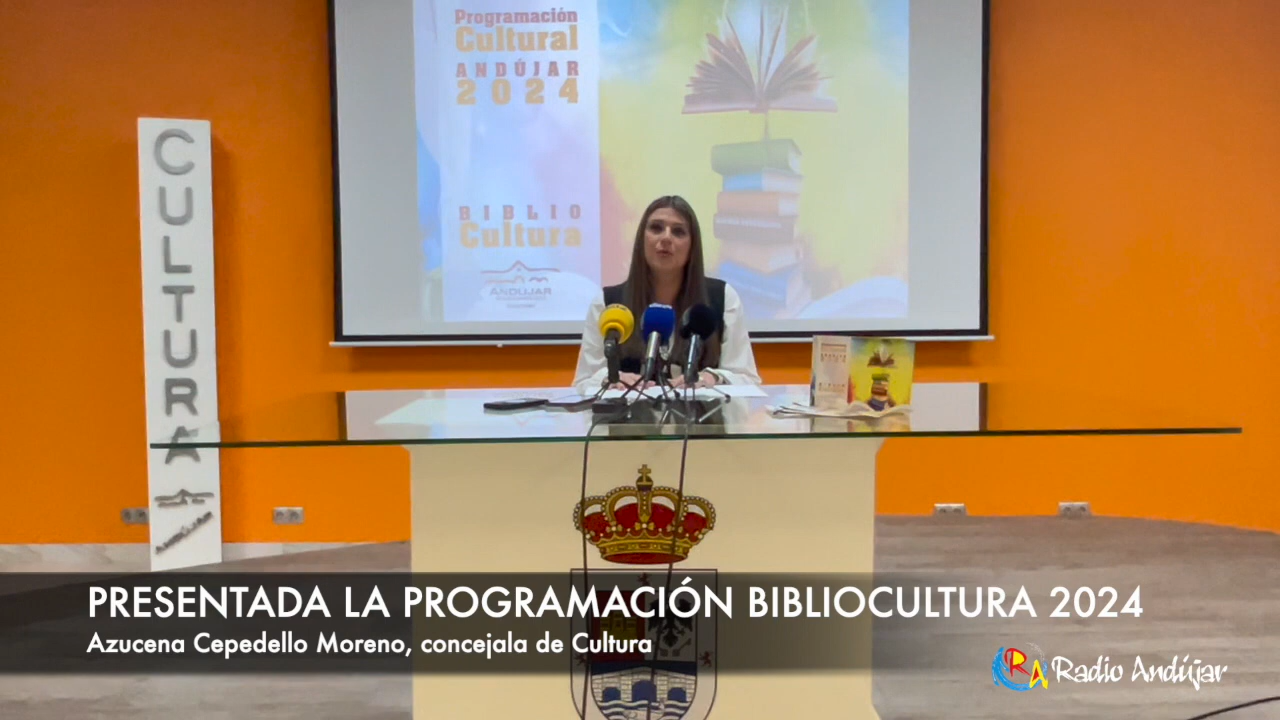 Programación
Cultural
ANDÚJAR
2024
BIBLIO
Cultura
ANDÚJAR
CULTURA
PRESENTADA LA PROGRAMACIÓN BIBLIOCULTURA 2024
Azucena Cepedello Moreno, concejala de Cultura
RA Radio Andújar